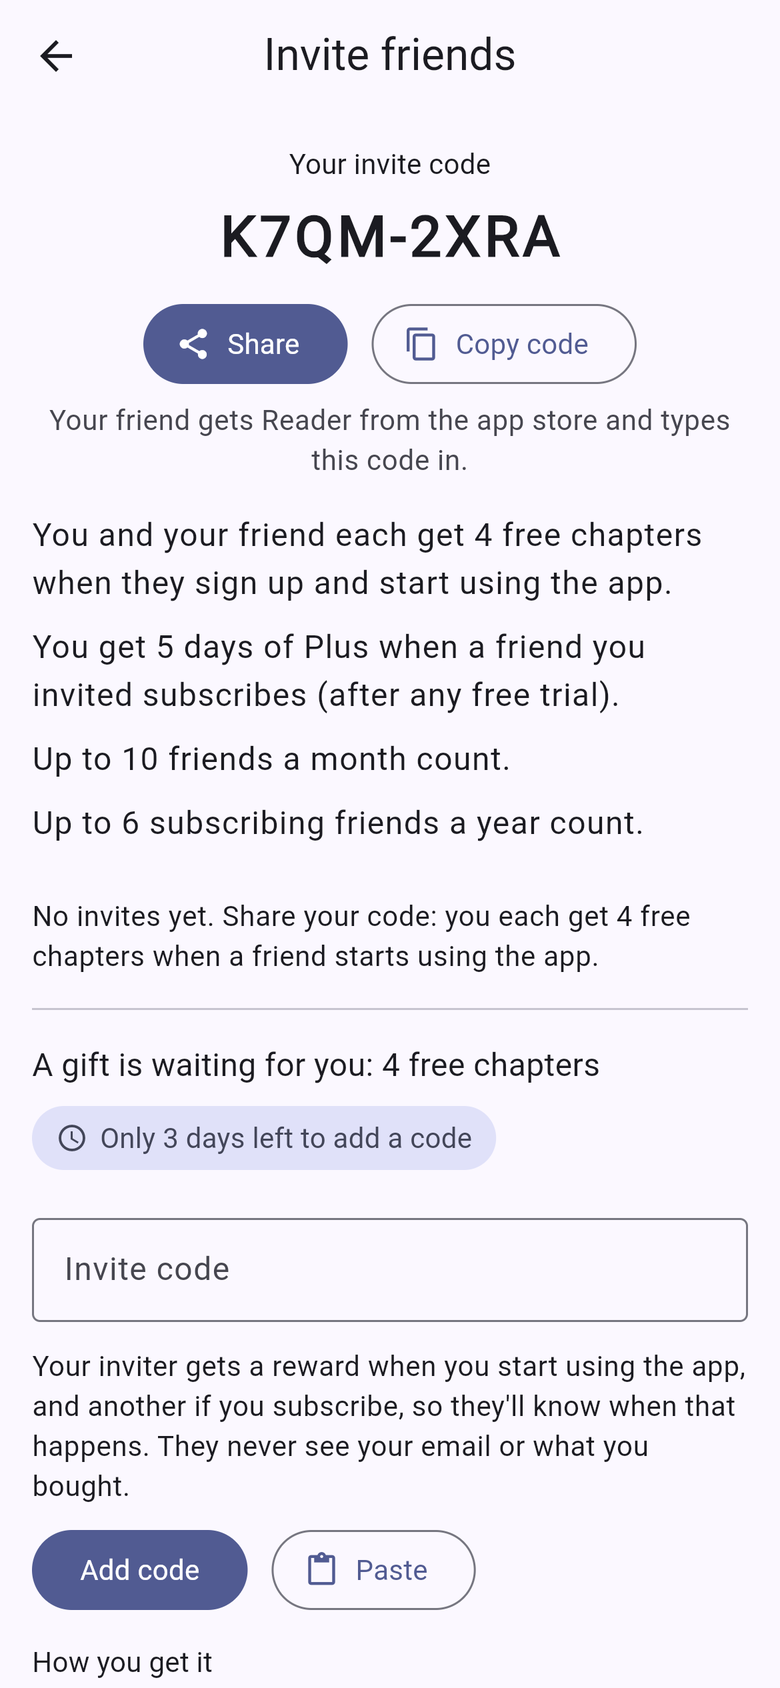 Invite friends
Your invite code
K7QM-2XRA
Share
Copy code
Your friend gets Reader from the app store and types
this code in.
You and your friend each get 4 free chapters
when they sign up and start using the app.
You get 5 days of Plus when a friend you
invited subscribes (after any free trial).
Up to 10 friends a month count.
Up to 6 subscribing friends a year count.
No invites yet. Share your code: you each get 4 free
chapters when a friend starts using the app.
A gift is waiting for you: 4 free chapters
Only 3 days left to add a code
Invite code
Your inviter gets a reward when you start using the app,
and another if you subscribe, so they'll know when that
happens. They never see your email or what you
bought.
Add code
Paste
How you get it